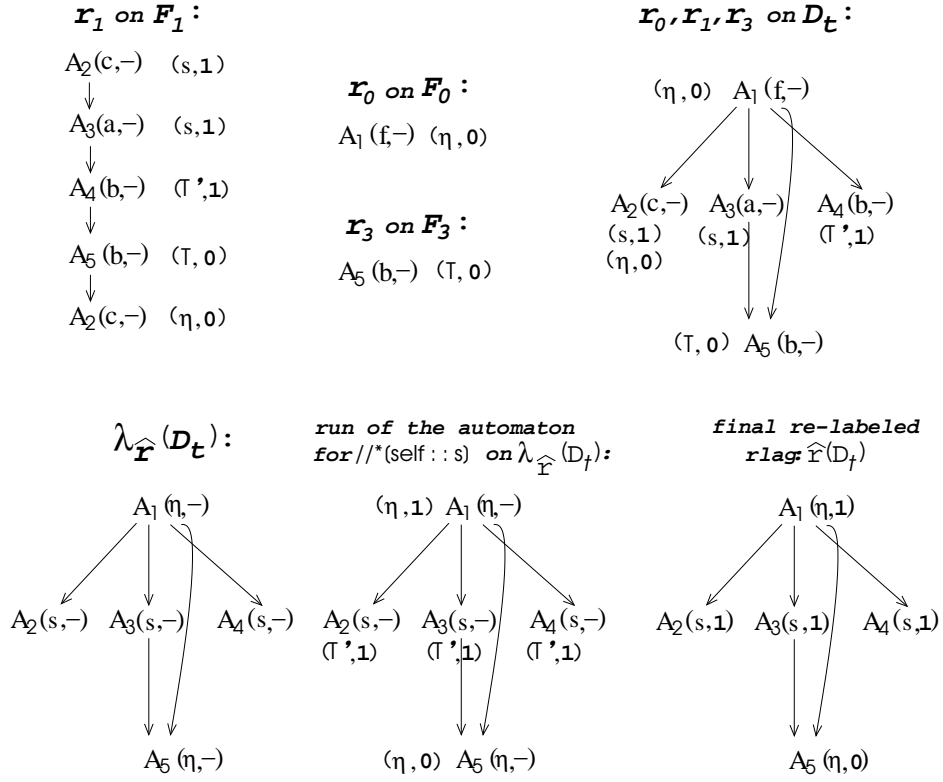 r₁ on F₁:
A₂(c,–) (s,1)
A₃(a,–) (s,1)
A₄(b,–) (⊤',1)
A₅(b,–) (⊤,0)
A₂(c,–) (η,0)
r₀ on F₀:
A₁(f,–) (η,0)
r₃ on F₃:
A₅(b,–) (⊤,0)
r₀,r₁,r₃ on Dₜ:
(η,0) A₁(f,–)
A₂(c,–) A₃(a,–) A₄(b,–)
(s,1) (s,1) (⊤',1)
(η,0)
(⊤,0) A₅(b,–)
λ_r̂(Dₜ):
A₁(η,–)
A₂(s,–) A₃(s,–) A₄(s,–)
A₅(η,–)
run of the automaton
for //*[self::s] on λ_r̂(Dₜ):
(η,1) A₁(η,–)
A₂(s,–) A₃(s,–) A₄(s,–)
(⊤',1) (⊤',1) (⊤',1)
(η,0) A₅(η,–)
final re-labeled
rlag: r̂(Dₜ)
A₁(η,1)
A₂(s,1) A₃(s,1) A₄(s,1)
A₅(η,0)